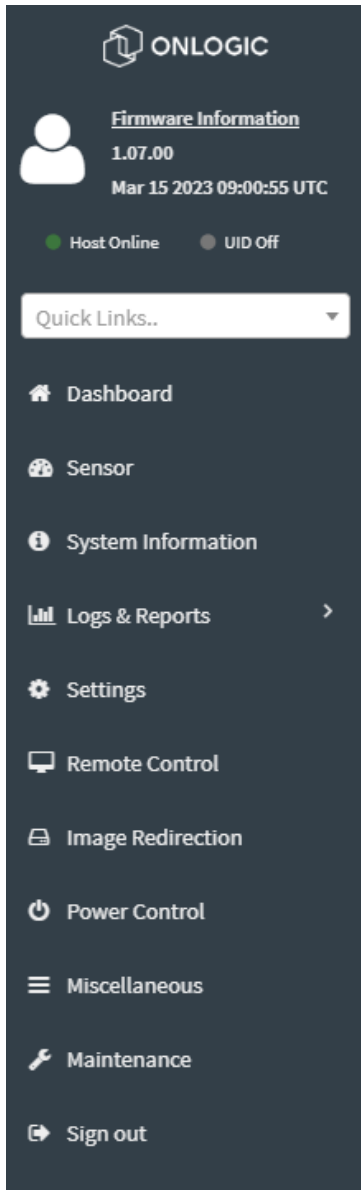 ONLOGIC
Firmware Information
1.07.00
Mar 15 2023 09:00:55 UTC
Host Online UID Off
Quick Links..
Dashboard
Sensor
System Information
Logs & Reports
Settings
Remote Control
Image Redirection
Power Control
Miscellaneous
Maintenance
Sign out